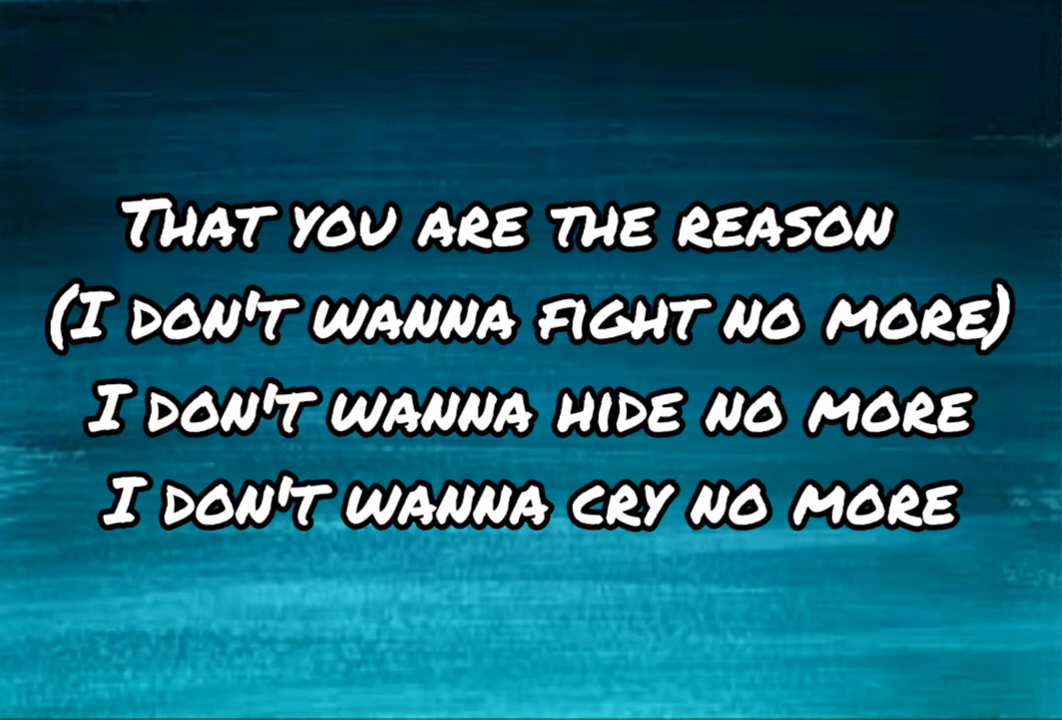 That you are the reason
(I don't wanna fight no more)
I don't wanna hide no more
I don't wanna cry no more